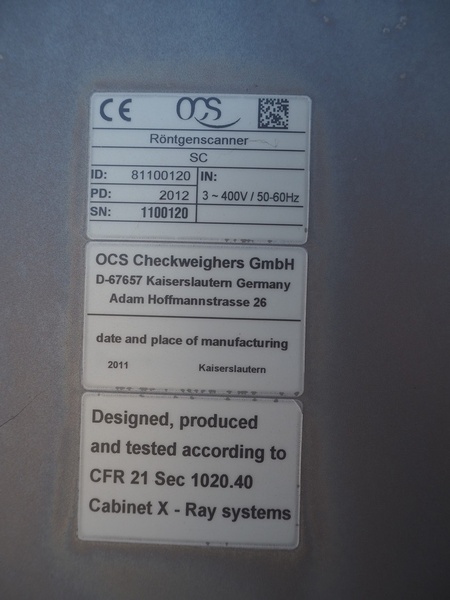 CE OCS
Röntgenscanner
SC
ID: 81100120 IN:
PD: 2012 3 ~ 400V / 50-60Hz
SN: 1100120
OCS Checkweighers GmbH
D-67657 Kaiserslautern Germany
Adam Hoffmannstrasse 26
date and place of manufacturing
2011 Kaiserslautern
Designed, produced
and tested according to
CFR 21 Sec 1020.40
Cabinet X - Ray systems